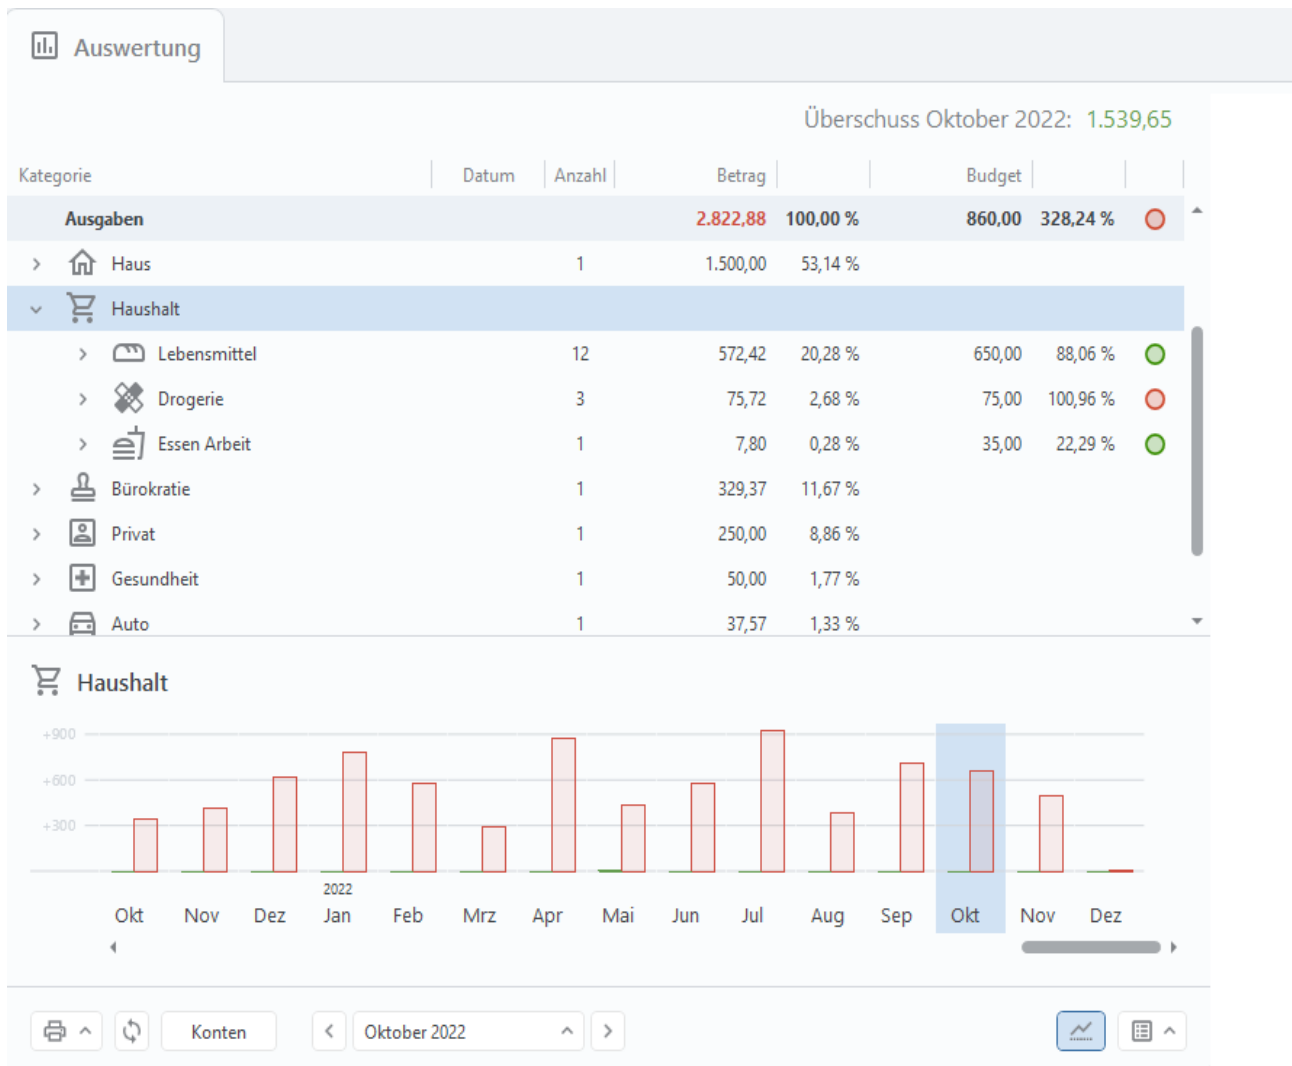 Auswertung
Überschuss Oktober 2022: 1.539,65
Kategorie Datum Anzahl Betrag Budget
Ausgaben 2.822,88 100,00 % 860,00 328,24 %
Haus 1 1.500,00 53,14 %
Haushalt
Lebensmittel 12 572,42 20,28 % 650,00 88,06 %
Drogerie 3 75,72 2,68 % 75,00 100,96 %
Essen Arbeit 1 7,80 0,28 % 35,00 22,29 %
Bürokratie 1 329,37 11,67 %
Privat 1 250,00 8,86 %
Gesundheit 1 50,00 1,77 %
Auto 1 37,57 1,33 %
Haushalt
+900
+600
+300
2022
Okt Nov Dez Jan Feb Mrz Apr Mai Jun Jul Aug Sep Okt Nov Dez
Konten Oktober 2022